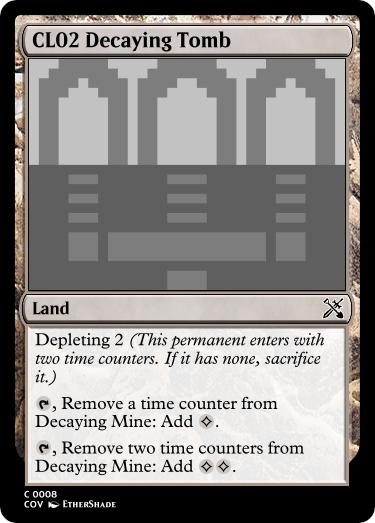 CL02 Decaying Tomb
Land
Depleting 2 (This permanent enters with
two time counters. If it has none, sacrifice
it.)
, Remove a time counter from
Decaying Mine: Add .
, Remove two time counters from
Decaying Mine: Add .
C 0008
COV EtherShade